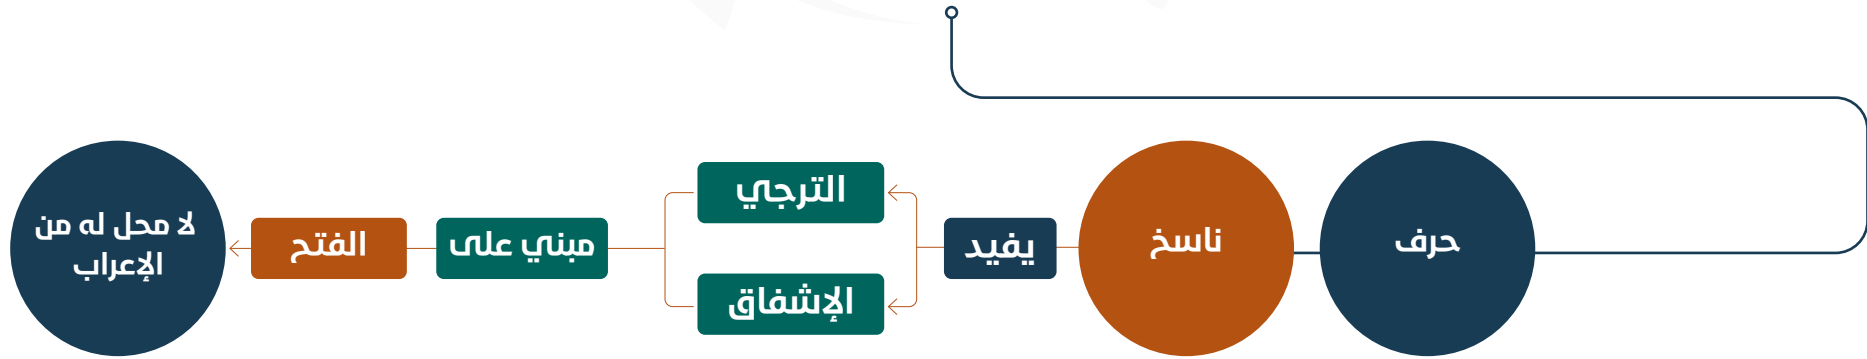 حرف
ناسخ
يفيد
الترجي
الإشفاق
مبني على
الفتح
لا محل له من
الإعراب